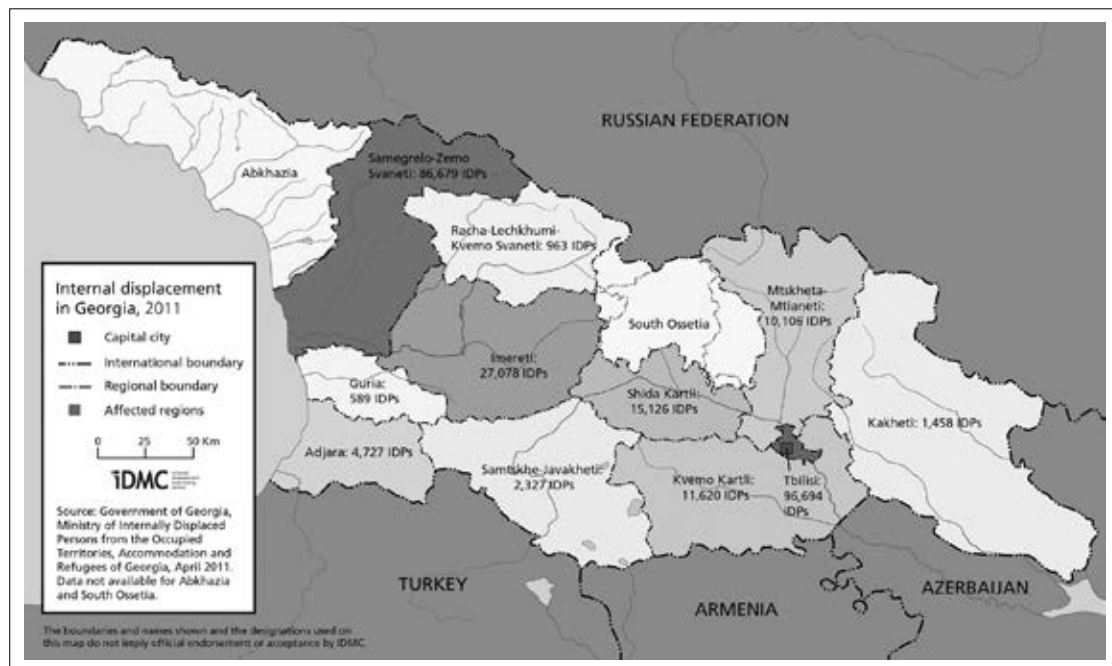 RUSSIAN FEDERATION
Abkhazia
Samegrelo-Zemo
Svaneti: 86,679 IDPs
Racha-Lechkhumi-
Kvemo Svaneti: 963 IDPs
Mtskheta-
Mtianeti:
10,106 IDPs
South Ossetia
Imereti:
27,078 IDPs
Guria:
589 IDPs
Shida Kartli:
15,126 IDPs
Kakheti: 1,458 IDPs
Adjara: 4,727 IDPs
Samtskhe-Javakheti:
2,327 IDPs
Kvemo Kartli:
11,620 IDPs
Tbilisi:
96,694
IDPs
TURKEY
ARMENIA
AZERBAIJAN
Internal displacement
in Georgia, 2011
Capital city
International boundary
Regional boundary
Affected regions
0 25 50 Km
iDMC
Source: Government of Georgia,
Ministry of Internally Displaced
Persons from the Occupied
Territories, Accommodation and
Refugees of Georgia, April 2011.
Data not available for Abkhazia
and South Ossetia.
The boundaries and names shown and the designations used on
this map do not imply official endorsement or acceptance by IDMC.